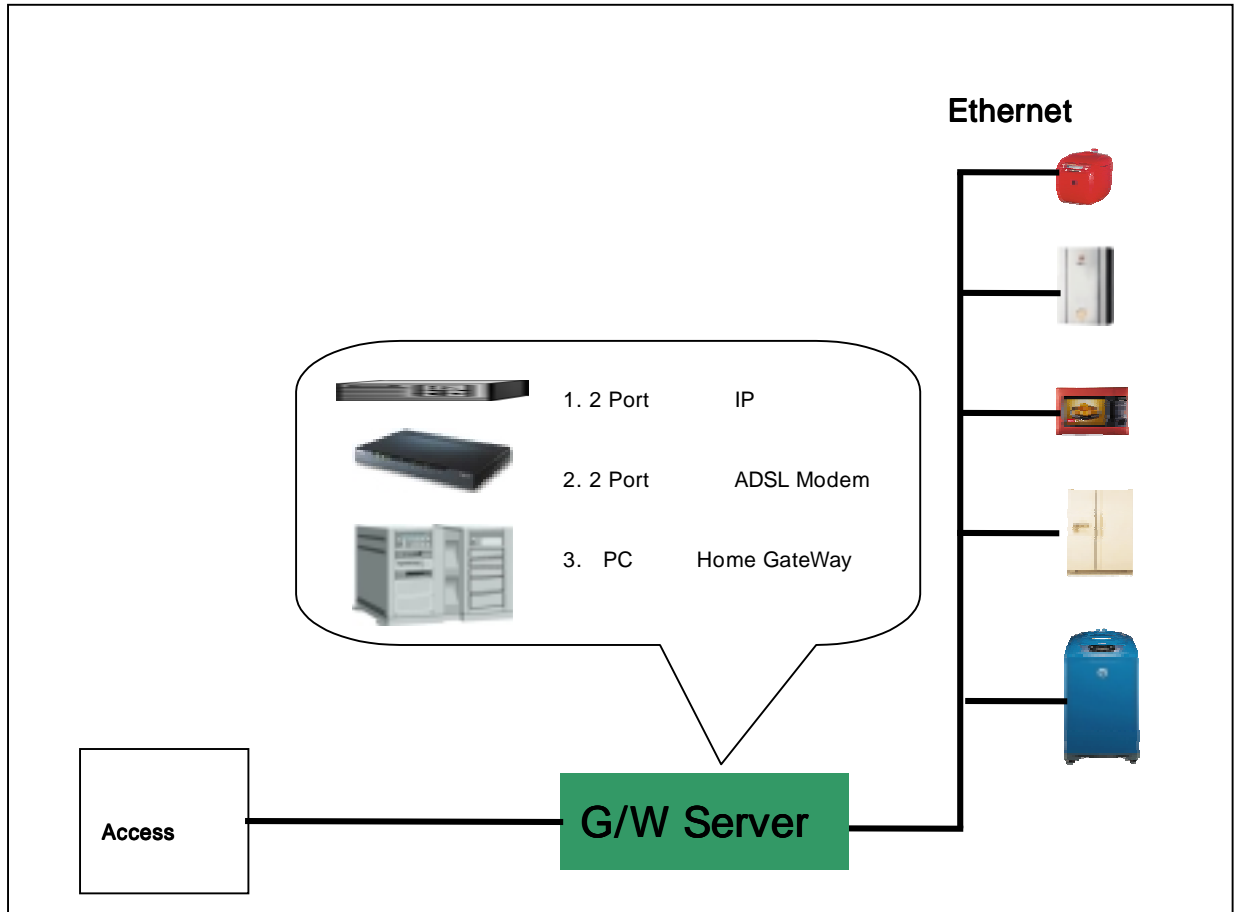 Ethernet
1. 2 Port IP
2. 2 Port ADSL Modem
3. PC Home GateWay
G/W Server
Access